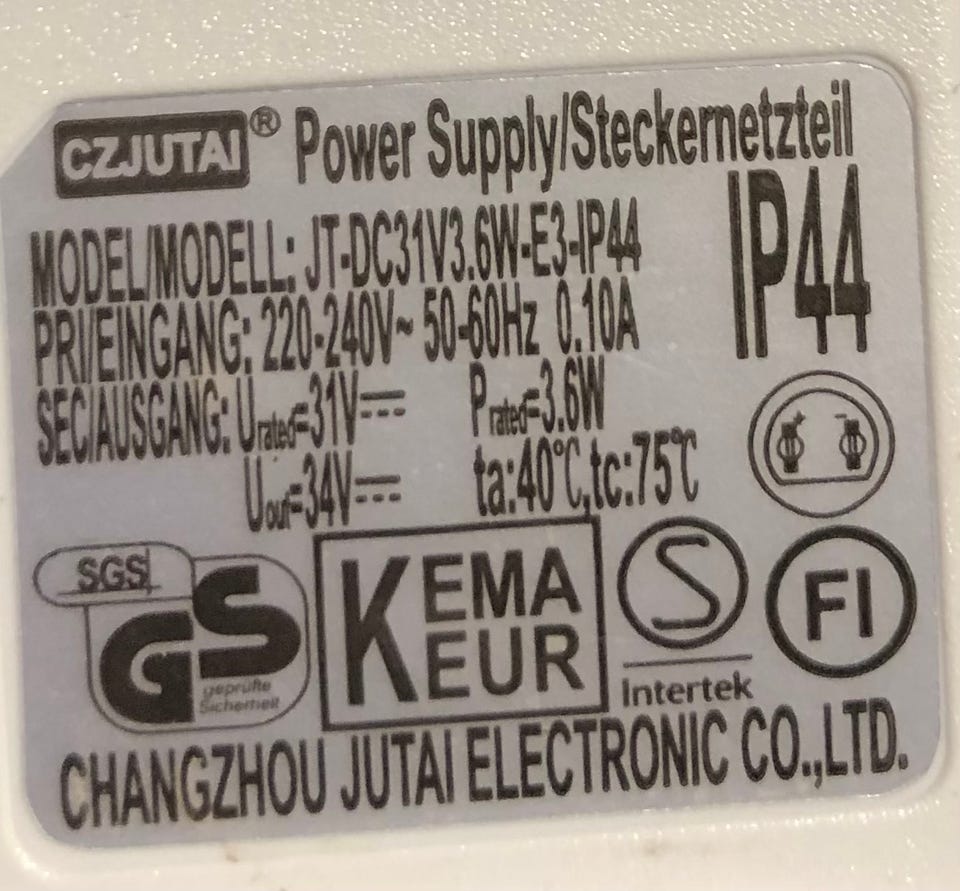 CZJUTAI® Power Supply/Steckernetzteil
MODEL/MODELL: JT-DC31V3.6W-E3-IP44
IP44
PRI/EINGANG: 220-240V~ 50-60Hz 0.10A
SEC/AUSGANG: Urated=31V⎓ Prated=3.6W
Uout=34V⎓ ta:40℃,tc:75℃
+ -
SGS
GS
geprüfte
Sicherheit
KEMA
KEUR
S
Intertek
FI
CHANGZHOU JUTAI ELECTRONIC CO.,LTD.